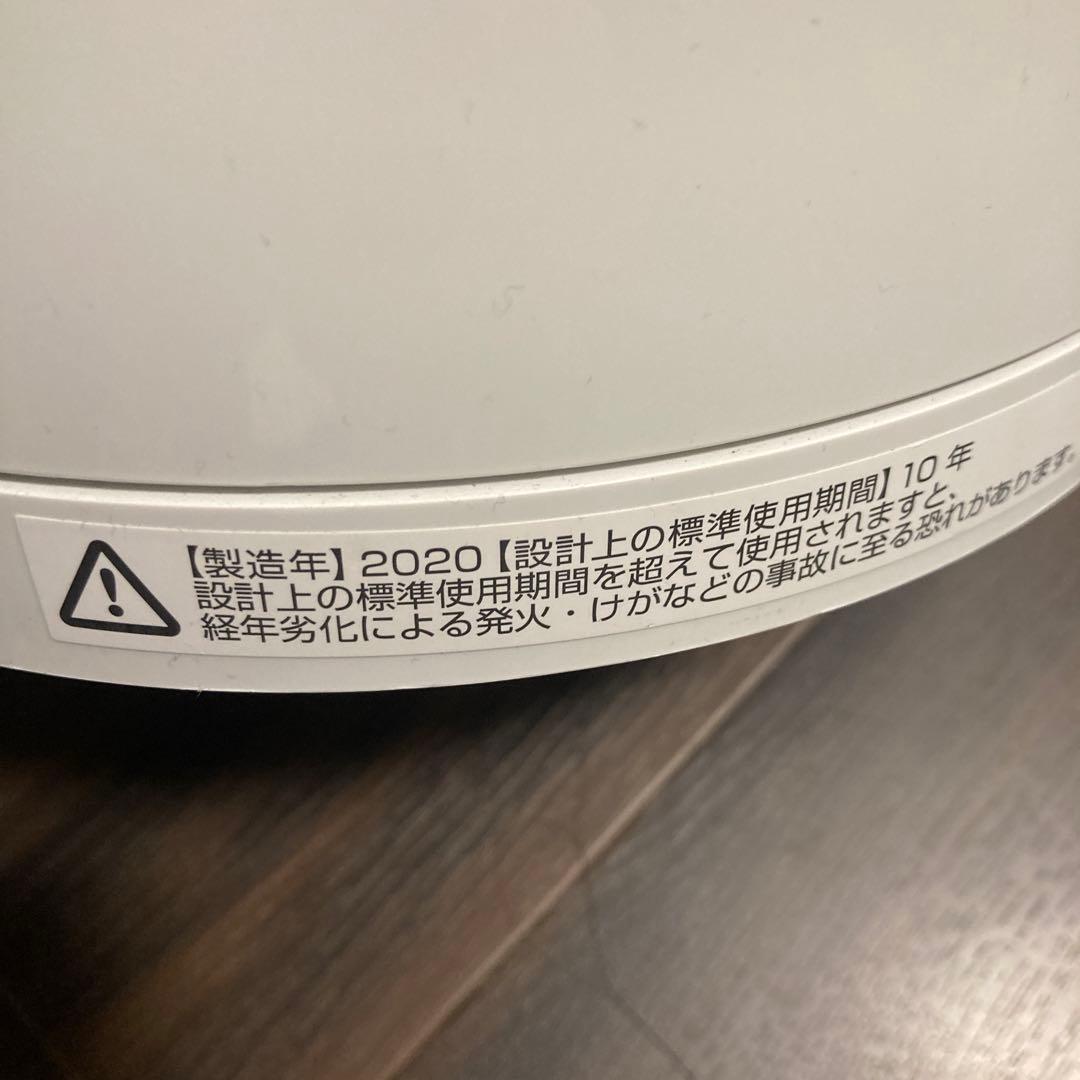 【製造年】2020【設計上の標準使用期間】10年
設計上の標準使用期間を超えて使用されますと、
経年劣化による発火・けがなどの事故に至る恐れがあります。